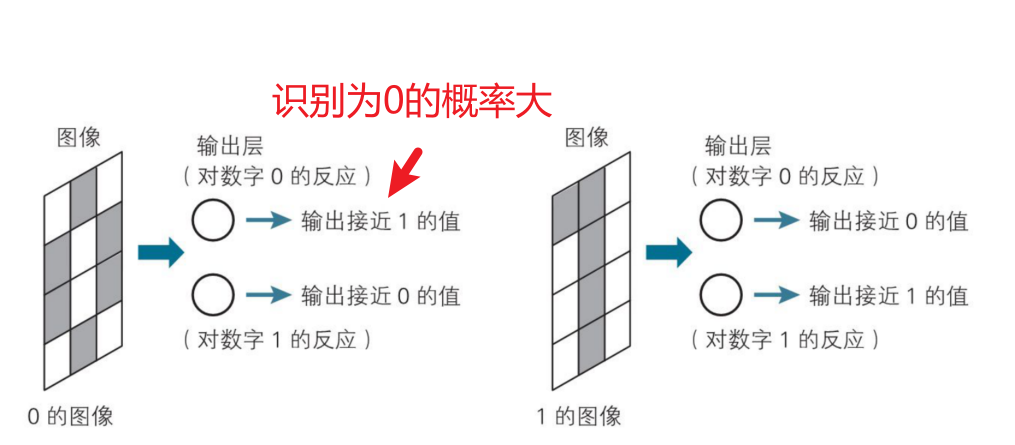 识别为0的概率大
图像
输出层
（对数字 0 的反应）
输出接近 1 的值
输出接近 0 的值
（对数字 1 的反应）
0 的图像
图像
输出层
（对数字 0 的反应）
输出接近 0 的值
输出接近 1 的值
（对数字 1 的反应）
1 的图像